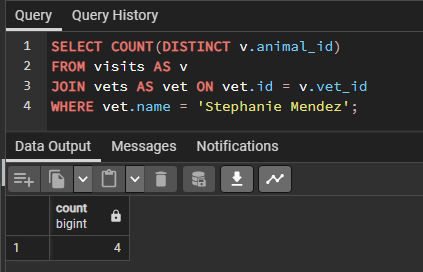 Query Query History
1 SELECT COUNT(DISTINCT v.animal_id)
2 FROM visits AS v
3 JOIN vets AS vet ON vet.id = v.vet_id
4 WHERE vet.name = 'Stephanie Mendez';
Data Output Messages Notifications
count
bigint
1 4